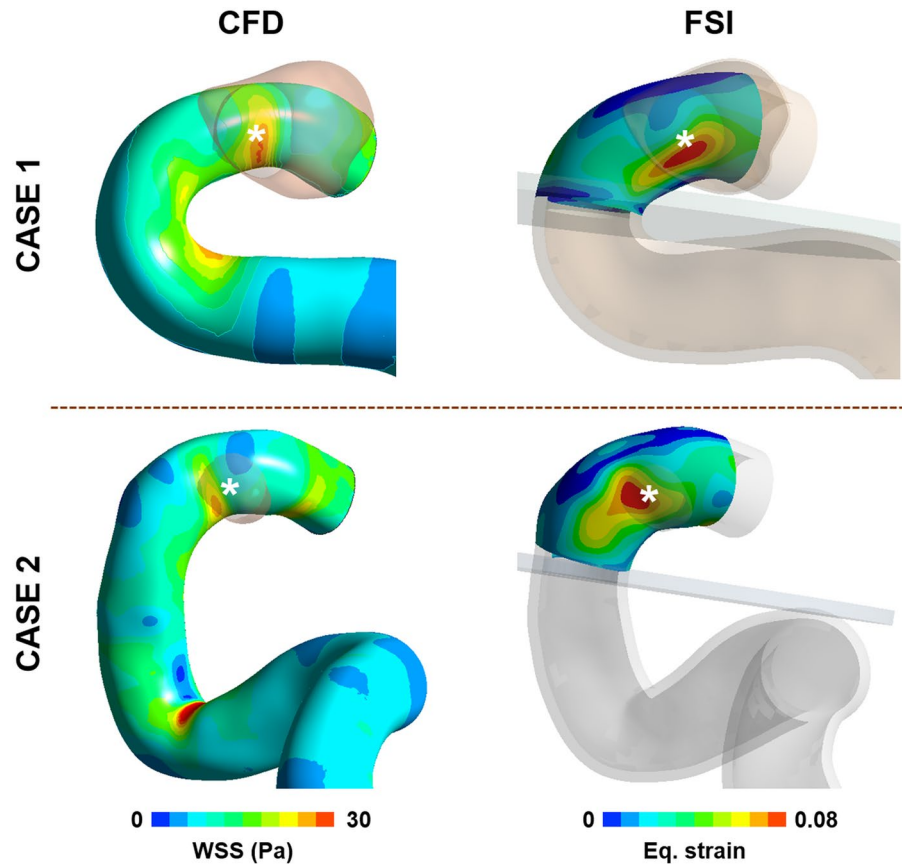 CFD FSI
CASE 1
*
*
CASE 2
*
*
0 30
WSS (Pa)
0 0.08
Eq. strain